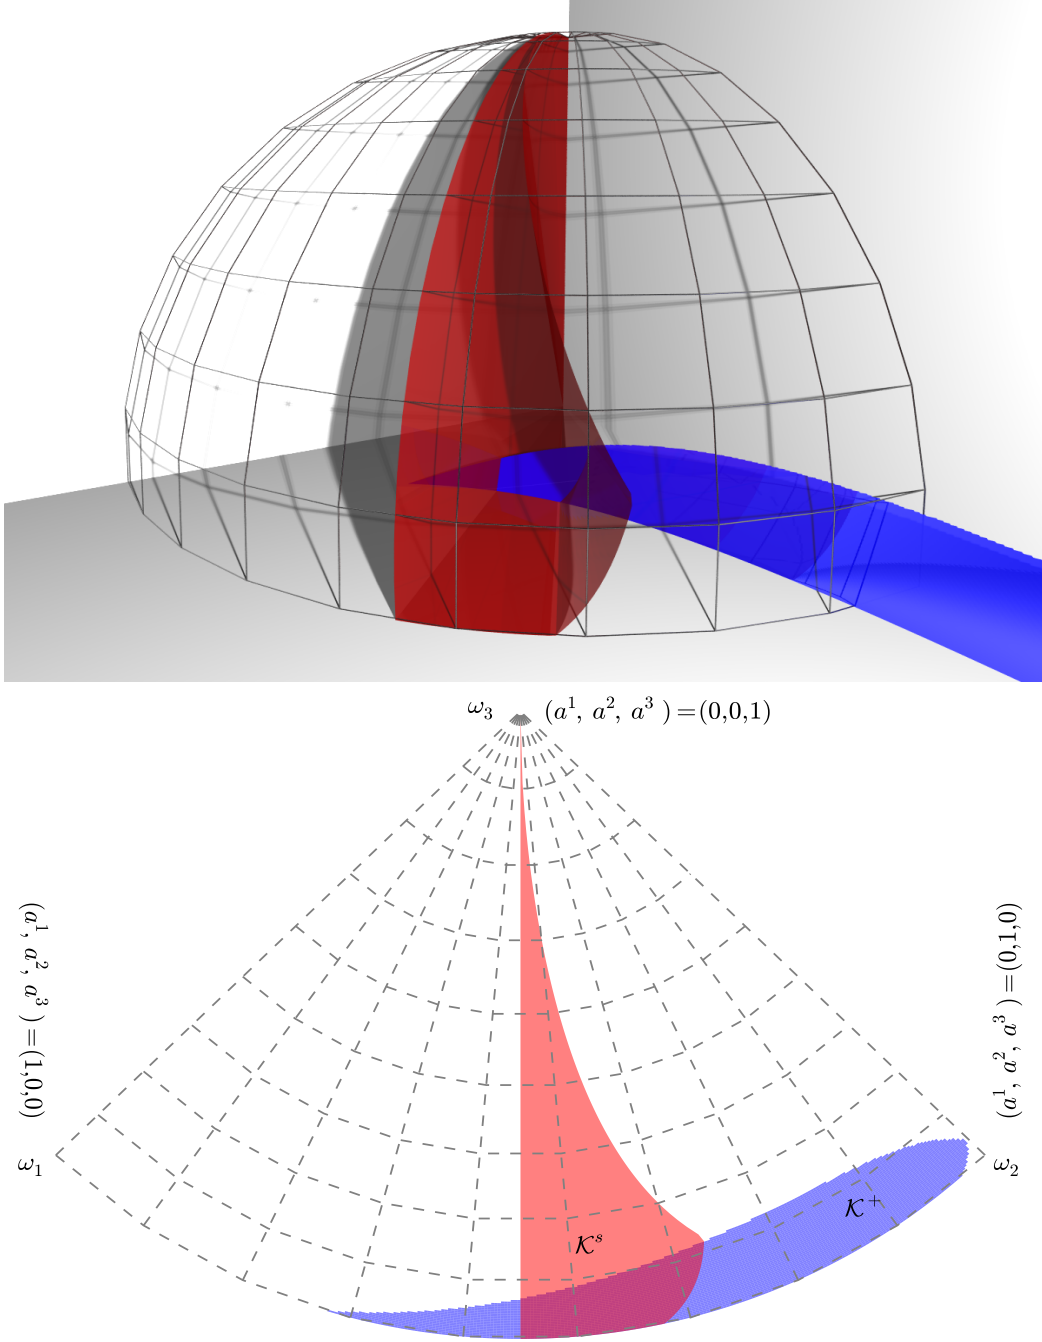 ω₃ (a¹, a², a³ ) =(0,0,1)
(a¹, a², a³ ) =(1,0,0)
(a¹, a², a³ ) =(0,1,0)
ω₁
ω₂
𝒦⁺
𝒦ˢ